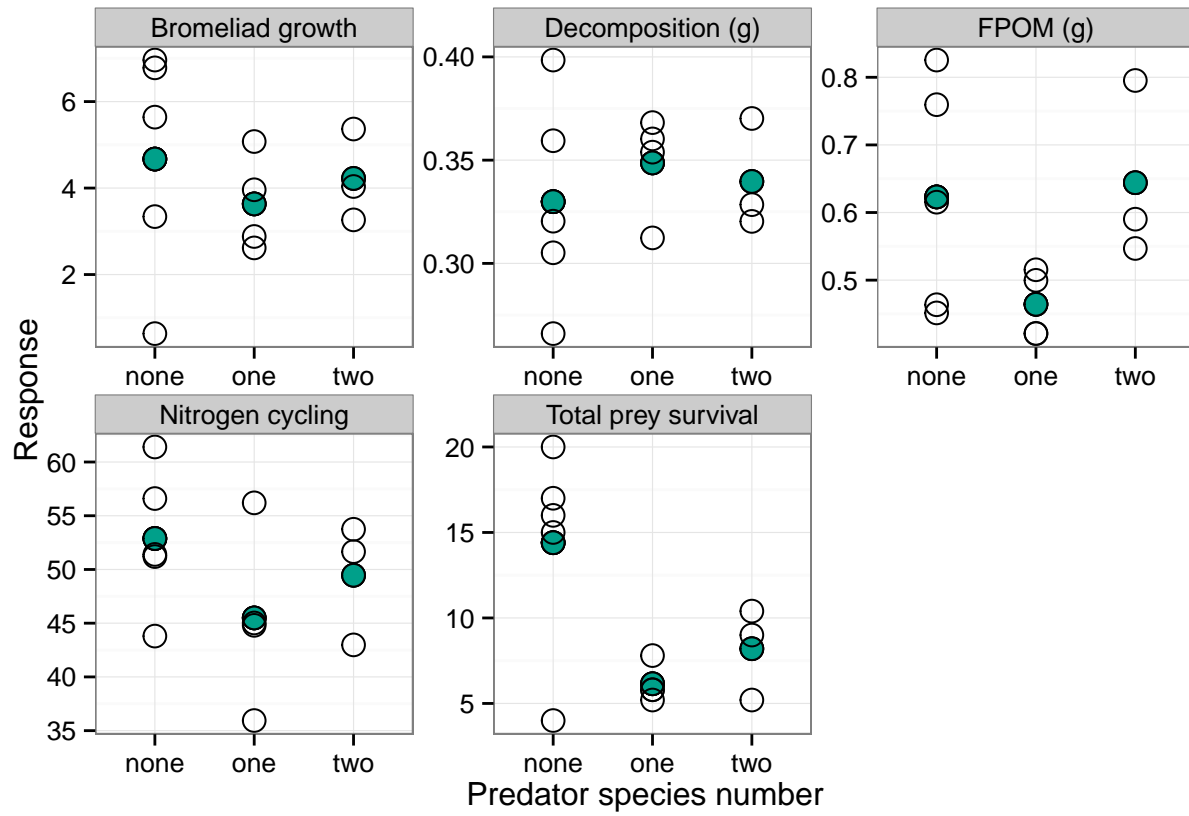 Bromeliad growth
Decomposition (g)
FPOM (g)
6
4
2
0.40
0.35
0.30
0.8
0.7
0.6
0.5
none one two
none one two
none one two
Nitrogen cycling
Total prey survival
60
55
50
45
40
35
20
15
10
5
none one two
none one two
Response
Predator species number